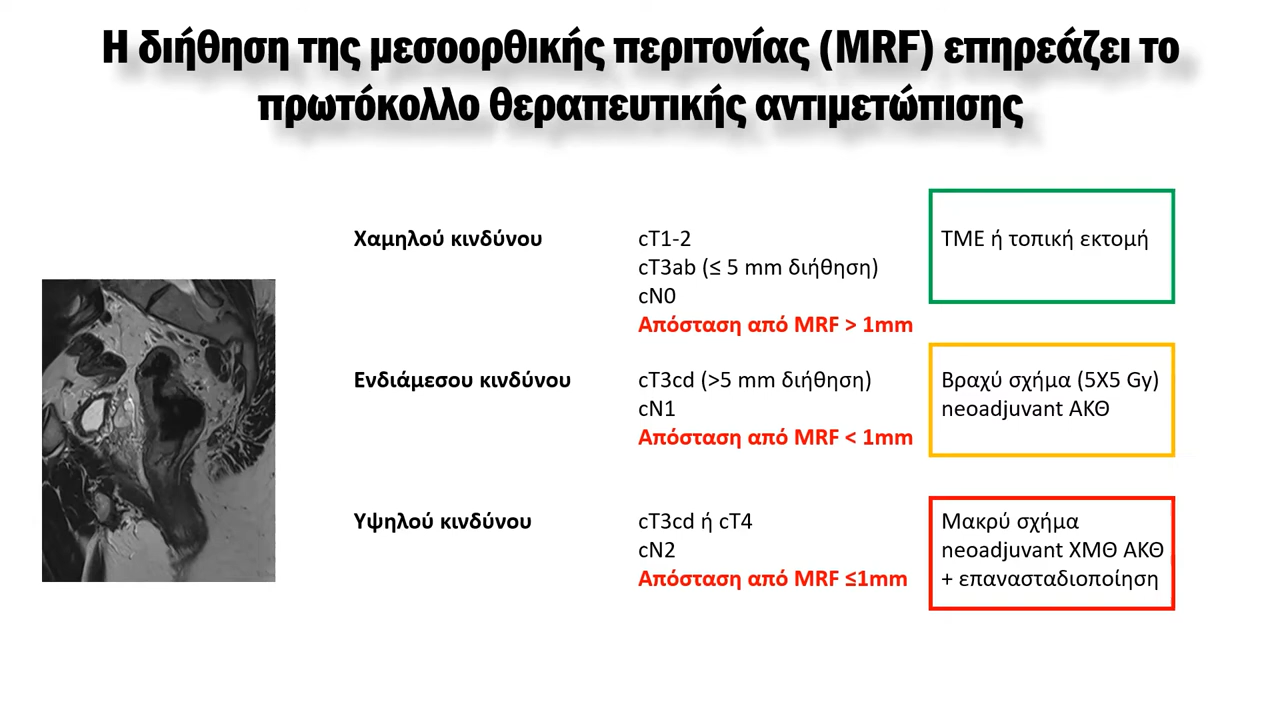 Η διήθηση της μεσοορθικής περιτονίας (MRF) επηρεάζει το
πρωτόκολλο θεραπευτικής αντιμετώπισης
Χαμηλού κινδύνου
cT1-2
cT3ab (≤ 5 mm διήθηση)
cN0
Απόσταση από MRF > 1mm
TME ή τοπική εκτομή
Ενδιάμεσου κινδύνου
cT3cd (>5 mm διήθηση)
cN1
Απόσταση από MRF < 1mm
Βραχύ σχήμα (5X5 Gy)
neoadjuvant ΑΚΘ
Υψηλού κινδύνου
cT3cd ή cT4
cN2
Απόσταση από MRF ≤1mm
Μακρύ σχήμα
neoadjuvant ΧΜΘ ΑΚΘ
+ επανασταδιοποίηση